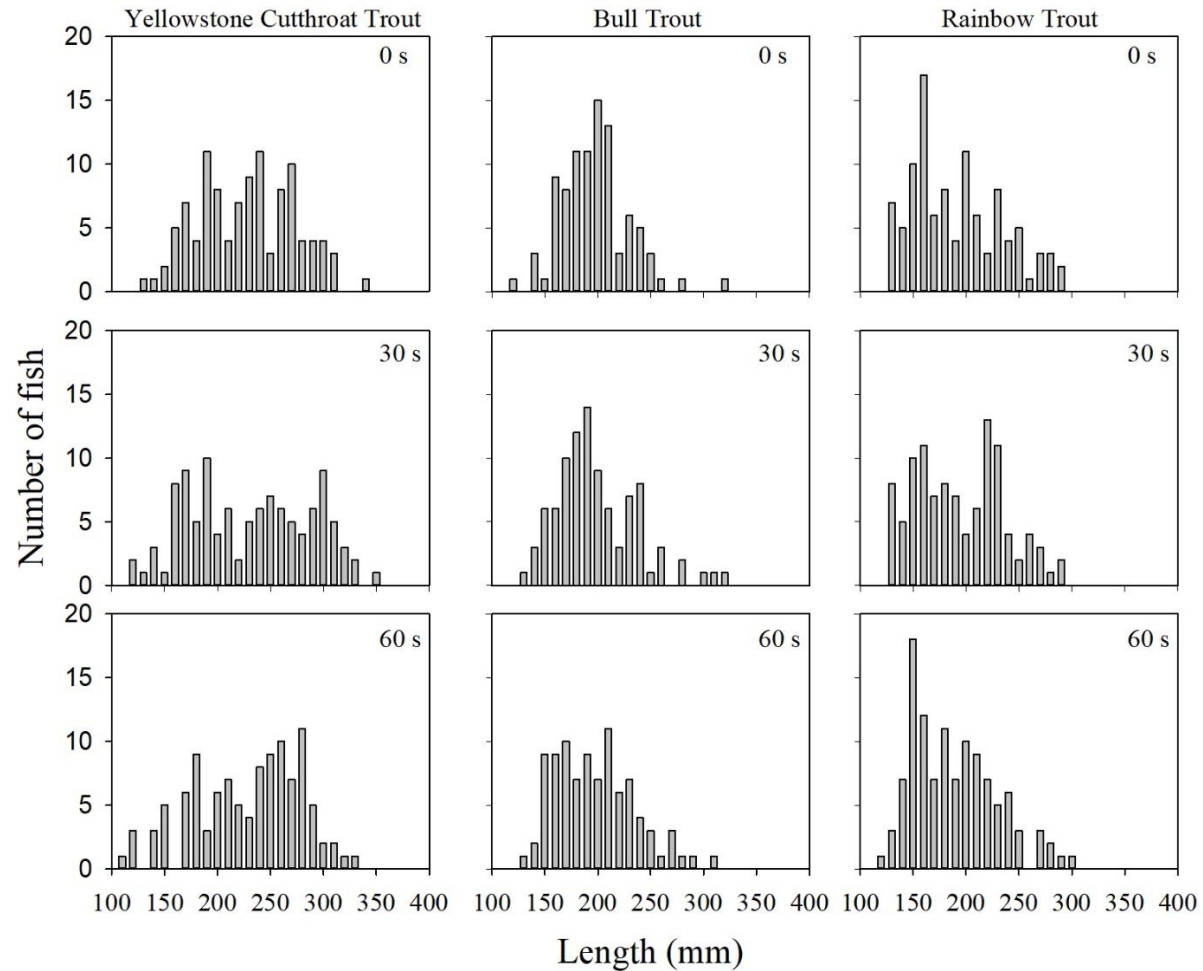 Yellowstone Cutthroat Trout
Bull Trout
Rainbow Trout
20
15
10
5
0
0 s
0 s
0 s
20
15
10
5
0
30 s
30 s
30 s
20
15
10
5
0
60 s
60 s
60 s
100 150 200 250 300 350 400
100 150 200 250 300 350 400
100 150 200 250 300 350 400
Number of fish
Length (mm)